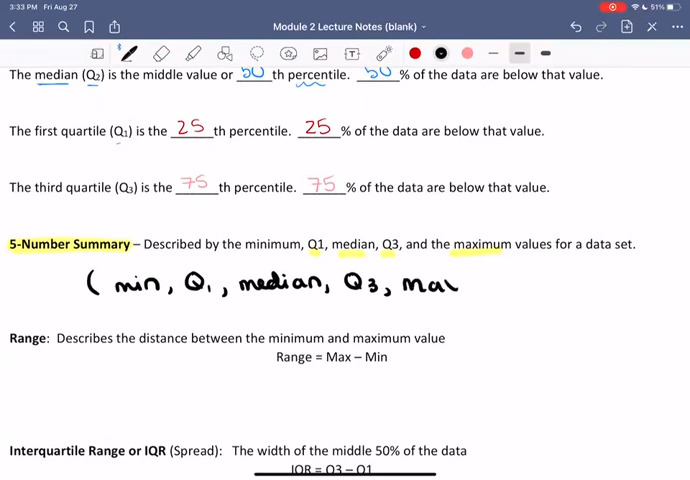 3:33 PM Fri Aug 27
51%
Module 2 Lecture Notes (blank)
The median (Q2) is the middle value or 50 th percentile. 50 % of the data are below that value.
The first quartile (Q1) is the 25 th percentile. 25 % of the data are below that value.
The third quartile (Q3) is the 75 th percentile. 75 % of the data are below that value.
5-Number Summary – Described by the minimum, Q1, median, Q3, and the maximum values for a data set.
( min, Q1, median, Q3, max
Range: Describes the distance between the minimum and maximum value
Range = Max – Min
Interquartile Range or IQR (Spread): The width of the middle 50% of the data
IQR = Q3 – Q1